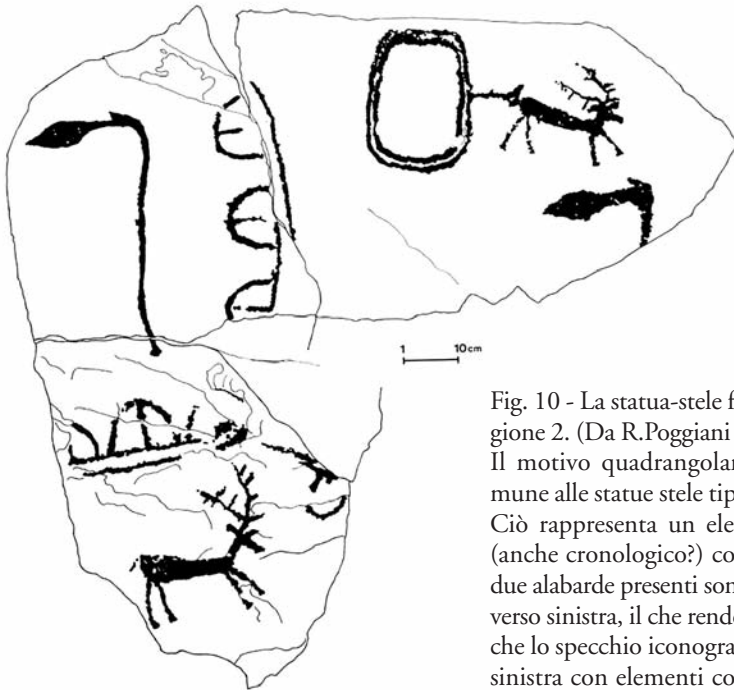 1 10cm
Fig. 10 - La statua-stele
gione 2. (Da R.Poggiani
Il motivo quadrangolar
mune alle statue stele tip
Ciò rappresenta un ele
(anche cronologico?) co
due alabarde presenti son
verso sinistra, il che rende
che lo specchio iconogra
sinistra con elementi co